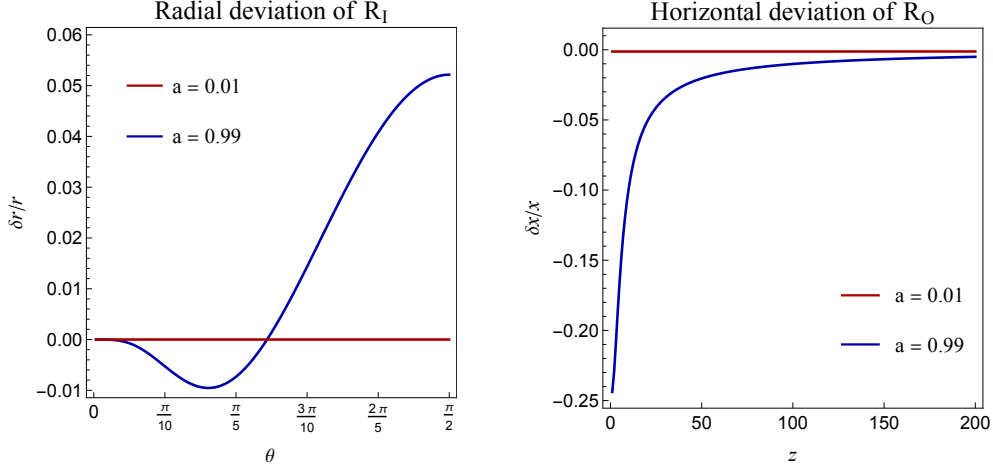 Radial deviation of R_I
0.06
0.05
0.04
0.03
0.02
0.01
0.00
−0.01
δr/r
a = 0.01
a = 0.99
0
π/10
π/5
3π/10
2π/5
π/2
θ
Horizontal deviation of R_O
0.00
−0.05
−0.10
−0.15
−0.20
−0.25
δx/x
a = 0.01
a = 0.99
0
50
100
150
200
z